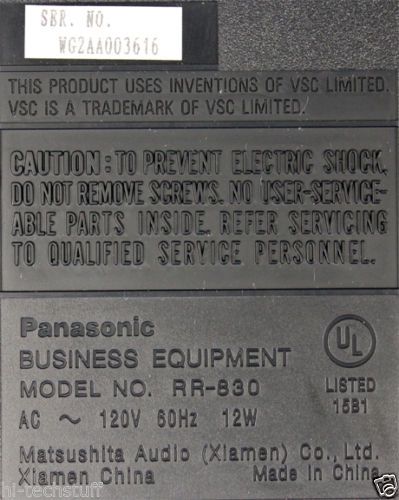 SER. NO.
WG2AA003616
THIS PRODUCT USES INVENTIONS OF VSC LIMITED.
VSC IS A TRADEMARK OF VSC LIMITED.
CAUTION: TO PREVENT ELECTRIC SHOCK,
DO NOT REMOVE SCREWS. NO USER-SERVICE-
ABLE PARTS INSIDE. REFER SERVICING
TO QUALIFIED SERVICE PERSONNEL.
Panasonic
BUSINESS EQUIPMENT
MODEL NO. RR-830
AC ~ 120V 60Hz 12W
UL
LISTED
15B1
Matsushita Audio (Xiamen) Co., Ltd.
Xiamen China
Made in China
hi-techstuff